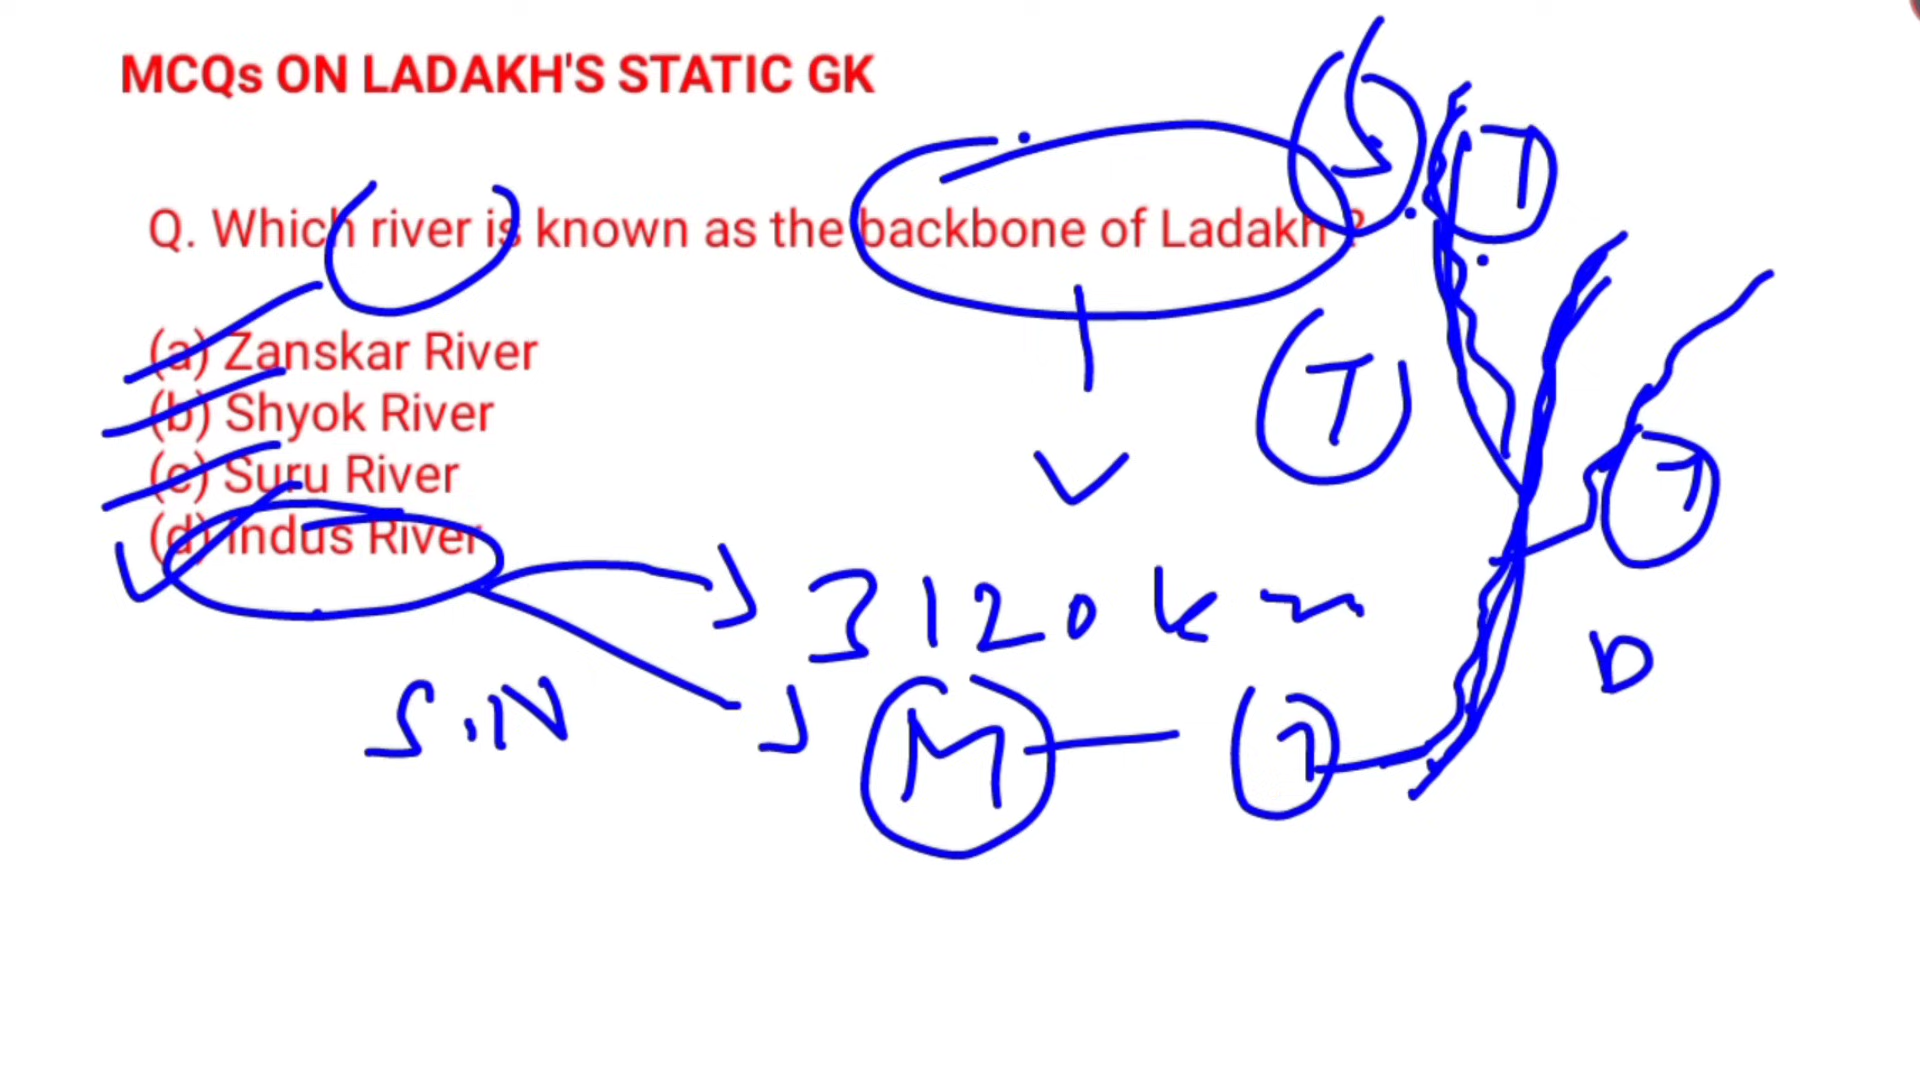 MCQs ON LADAKH'S STATIC GK
Q. Which river is known as the backbone of Ladakh ?
(a) Zanskar River
(b) Shyok River
(c) Suru River
(d) Indus River
T
3120 km
D
M